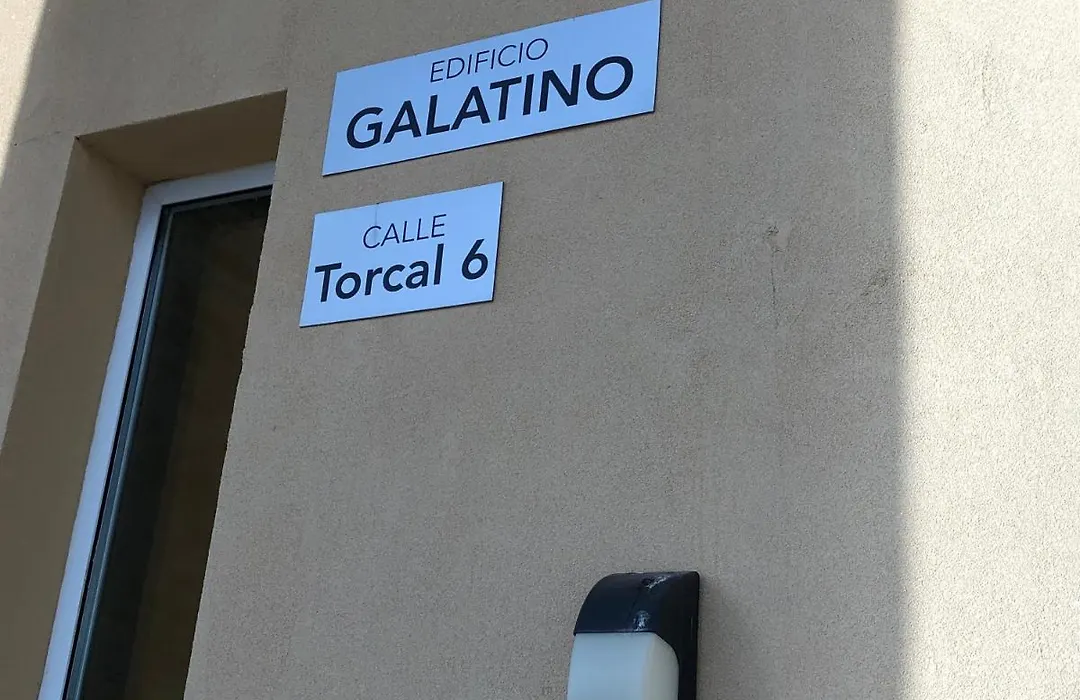 EDIFICIO
GALATINO
CALLE
Torcal 6